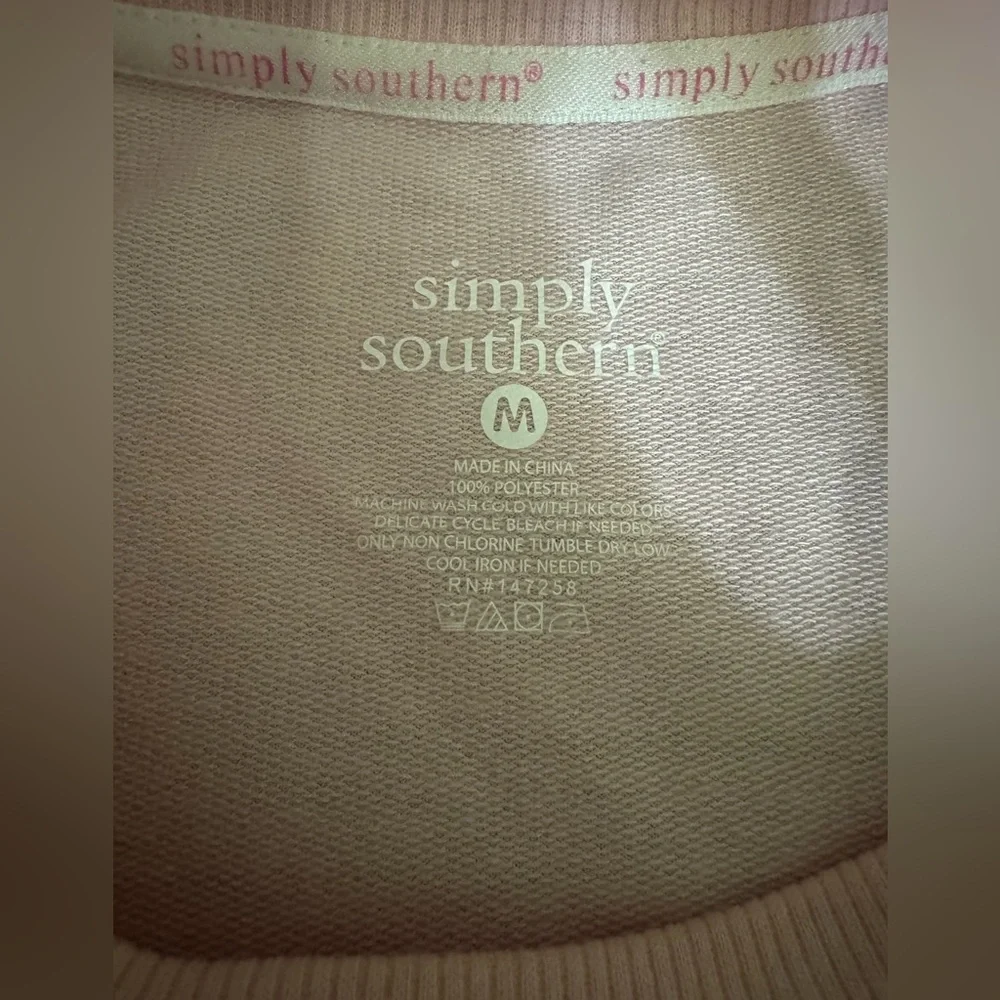 simply southern® simply south
simply
southern®
M
MADE IN CHINA
100% POLYESTER
MACHINE WASH COLD WITH LIKE COLORS
DELICATE CYCLE BLEACH IF NEEDED
ONLY NON CHLORINE TUMBLE DRY LOW
COOL IRON IF NEEDED
RN#147258